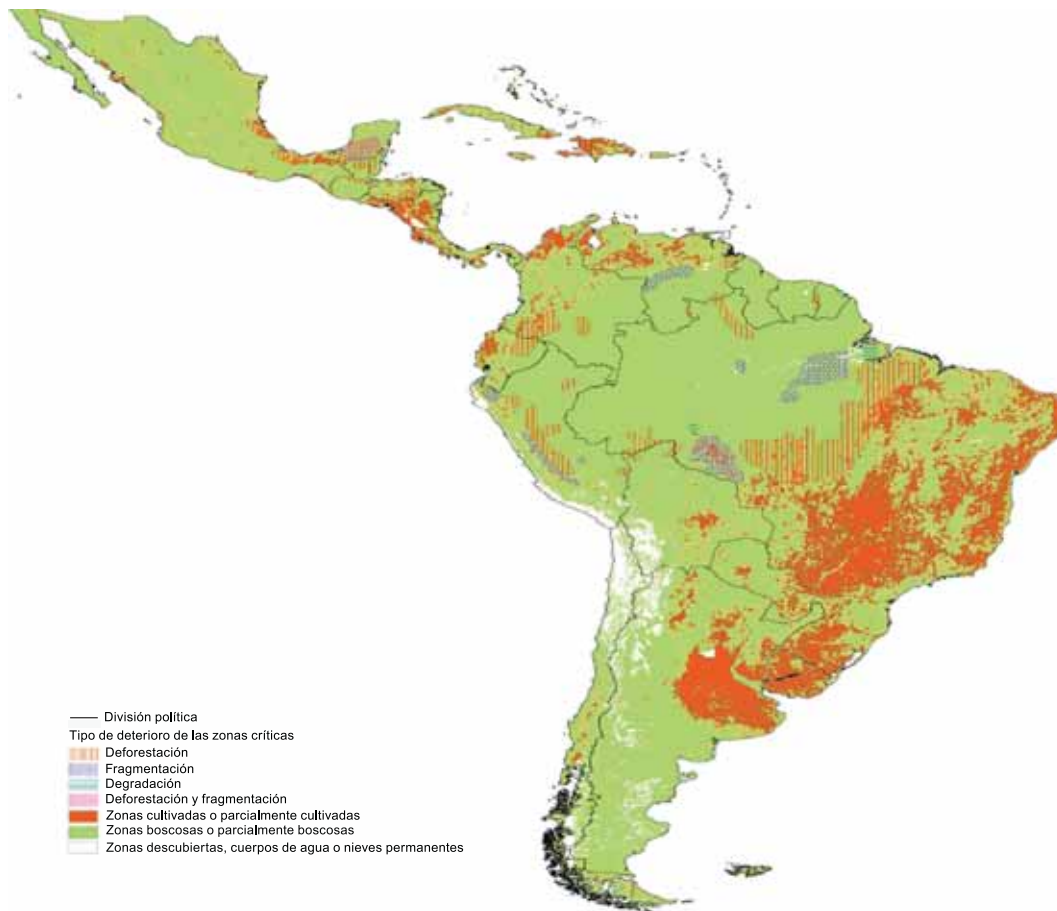 División política
Tipo de deterioro de las zonas críticas
Deforestación
Fragmentación
Degradación
Deforestación y fragmentación
Zonas cultivadas o parcialmente cultivadas
Zonas boscosas o parcialmente boscosas
Zonas descubiertas, cuerpos de agua o nieves permanentes